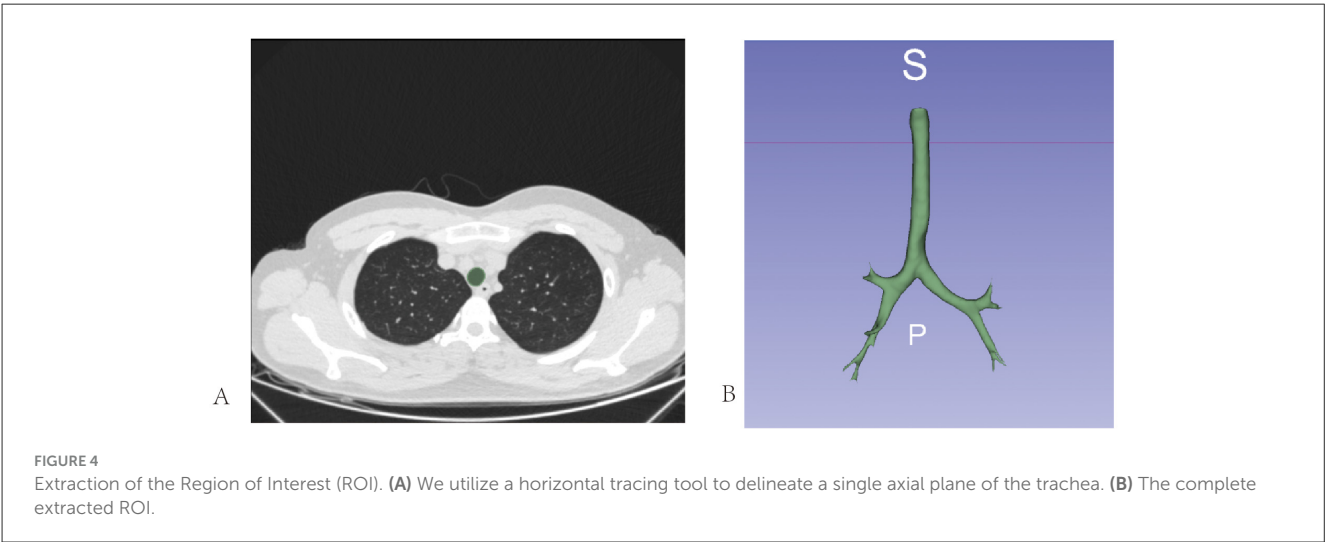 S
P
A
B
FIGURE 4
Extraction of the Region of Interest (ROI). (A) We utilize a horizontal tracing tool to delineate a single axial plane of the trachea. (B) The complete
extracted ROI.